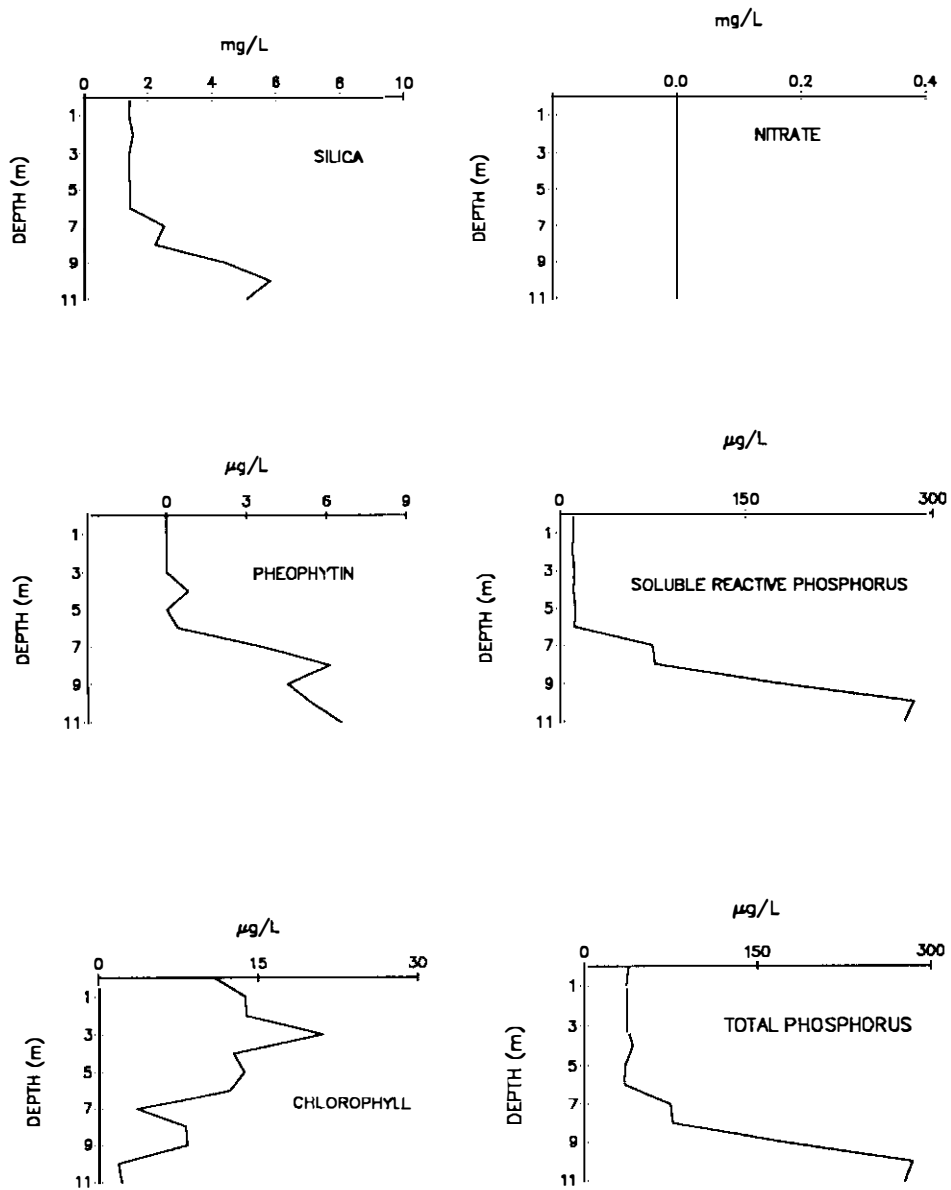 mg/L
0 2 4 6 8 10
1
3
5
7
9
11
DEPTH (m)
SILICA
mg/L
0.0 0.2 0.4
1
3
5
7
9
11
DEPTH (m)
NITRATE
µg/L
0 3 6 9
1
3
5
7
9
11
DEPTH (m)
PHEOPHYTIN
µg/L
0 150 300
1
3
5
7
9
11
DEPTH (m)
SOLUBLE REACTIVE PHOSPHORUS
µg/L
0 15 30
1
3
5
7
9
11
DEPTH (m)
CHLOROPHYLL
µg/L
0 150 300
1
3
5
7
9
11
DEPTH (m)
TOTAL PHOSPHORUS